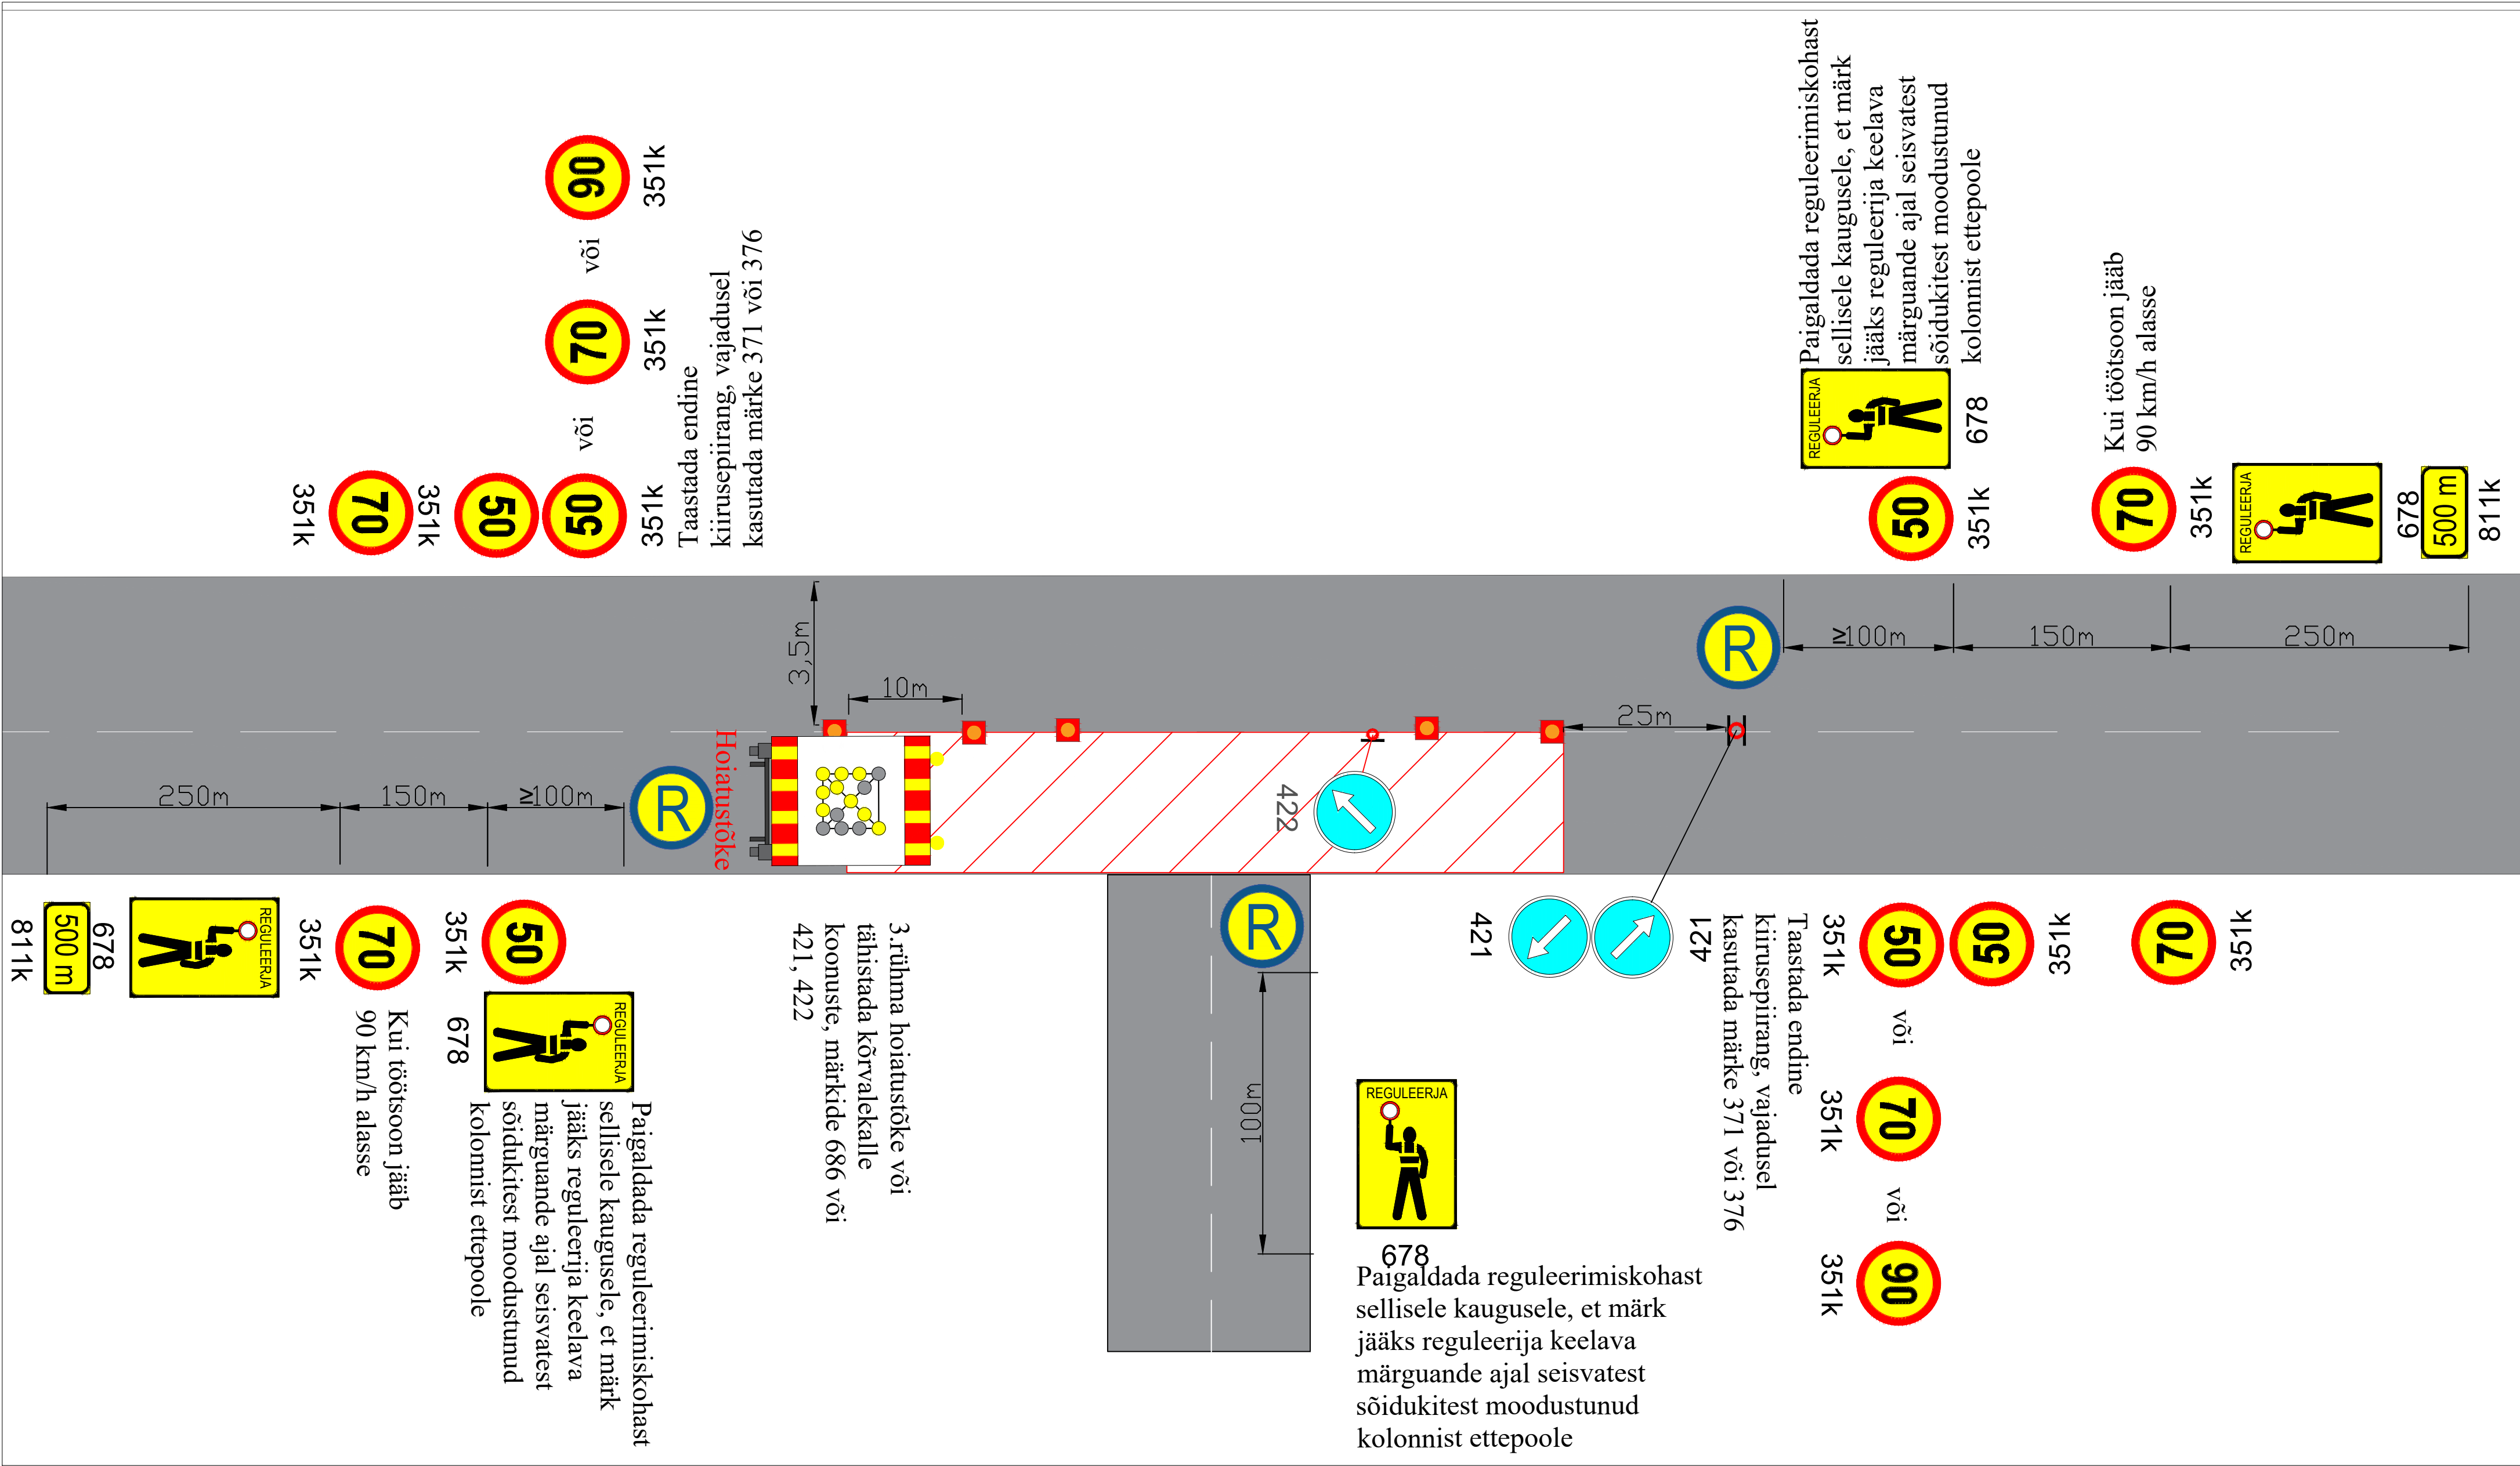 90
351k
või
70
351k
või
70
351k
50
351k
50
351k
Taastada endine
kiirusepiirang, vajadusel
kasutada märke 371 või 376
Paigaldada reguleerimiskohast
sellisele kaugusele, et märk
jääks reguleerija keelava
märguande ajal seisvatest
sõidukitest moodustunud
kolonnist ettepoole
REGULEERJA
678
50
351k
Kui töötsoon jääb
90 km/h alasse
70
351k
REGULEERJA
678
500 m
811k
3,5m
10m
R
≥100m
150m
250m
25m
250m
150m
≥100m
R
Hoiatustõke
422
811k
500 m
678
REGULEERJA
351k
70
351k
50
Kui töötsoon jääb
90 km/h alasse
678
REGULEERJA
Paigaldada reguleerimiskohast
sellisele kaugusele, et märk
jääks reguleerija keelava
märguande ajal seisvatest
sõidukitest moodustunud
kolonnist ettepoole
3.rühma hoiatustõke või
tähistada kõrvalekalle
koonuste, märkide 686 või
421, 422
R
100m
REGULEERJA
678
Paigaldada reguleerimiskohast
sellisele kaugusele, et märk
jääks reguleerija keelava
märguande ajal seisvatest
sõidukitest moodustunud
kolonnist ettepoole
421
421
Taastada endine
kiirusepiirang, vajadusel
kasutada märke 371 või 376
351k
50
50
351k
70
351k
või
351k
70
või
351k
90